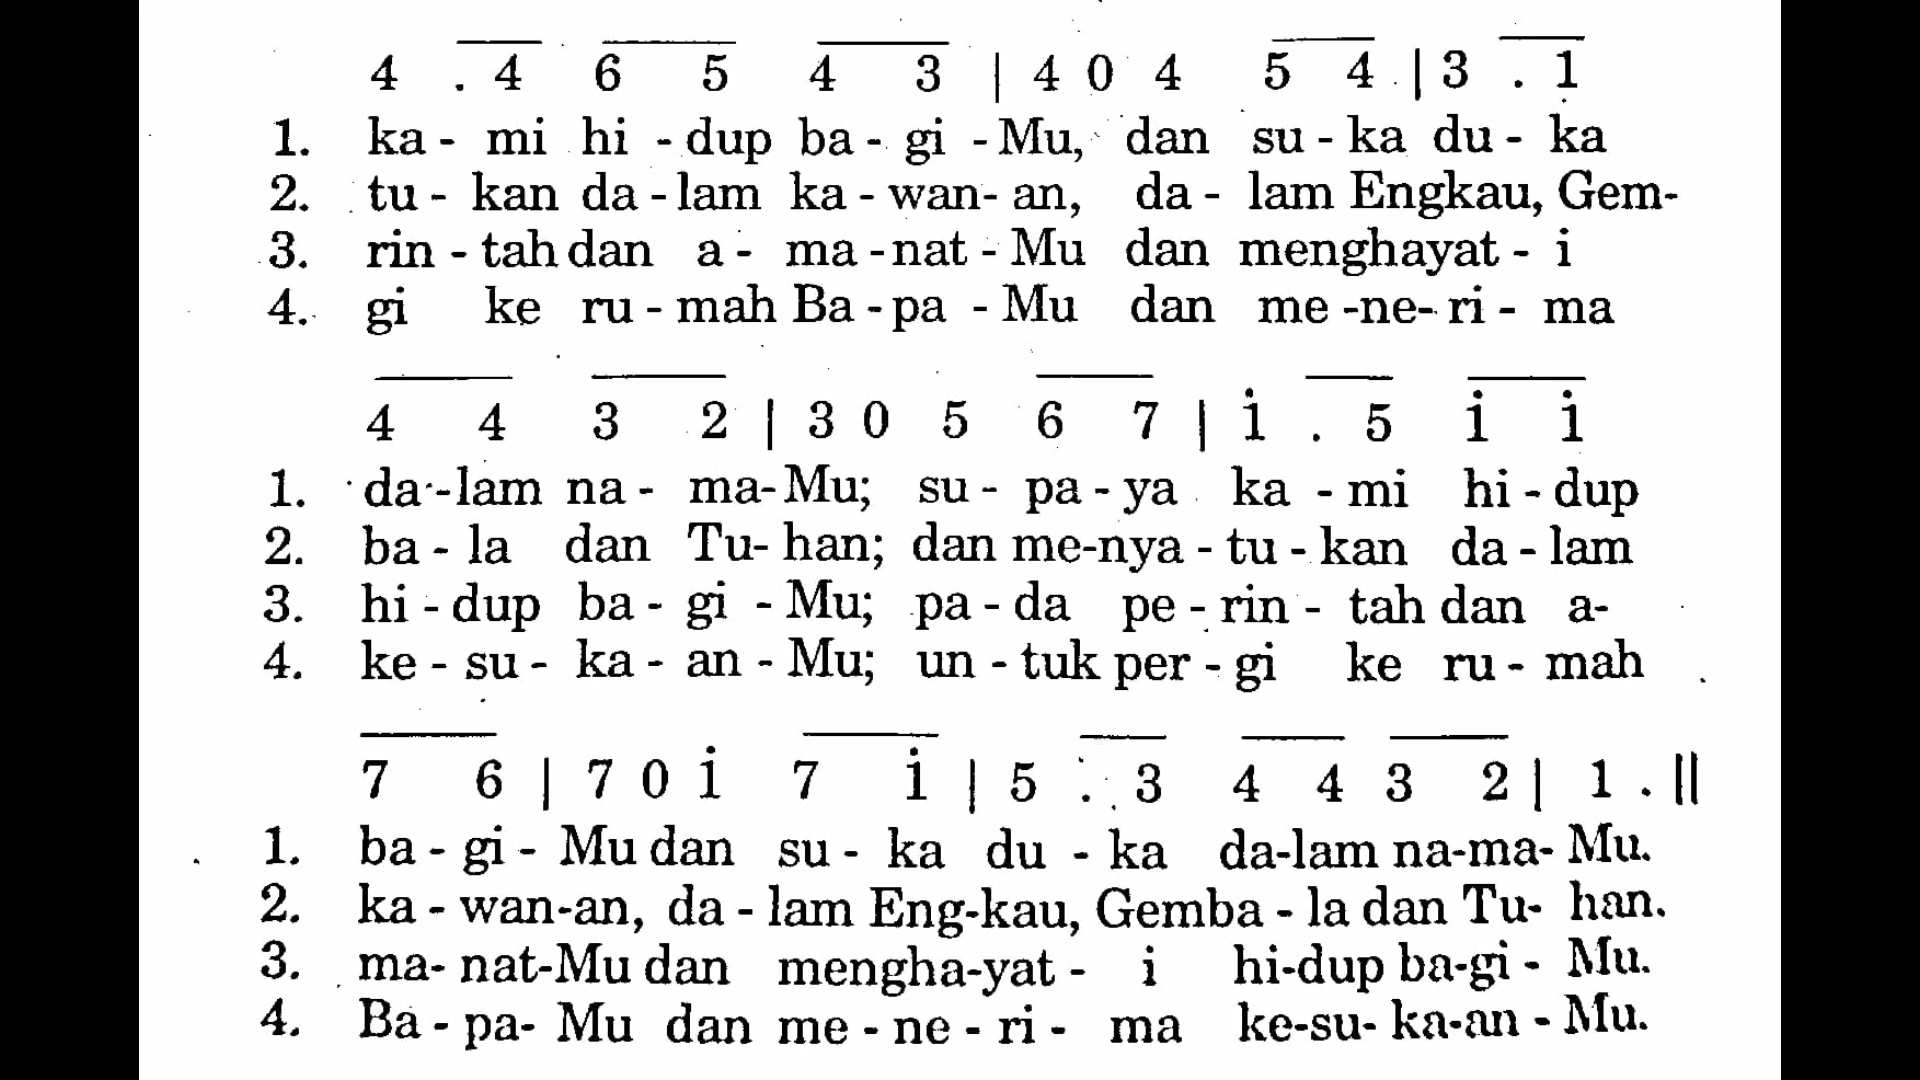 4 . 4 6 5 4 3 | 4 0 4 5 4 | 3 . 1
1. ka - mi hi - dup ba - gi - Mu, dan su - ka du - ka
2. tu - kan da - lam ka - wan- an, da - lam Engkau, Gem-
3. rin - tah dan a - ma - nat - Mu dan menghayat - i
4. gi ke ru - mah Ba - pa - Mu dan me -ne- ri - ma
4 4 3 2 | 3 0 5 6 7 | i . 5 i i
1. da -lam na - ma- Mu; su - pa - ya ka - mi hi - dup
2. ba - la dan Tu- han; dan me-nya - tu - kan da - lam
3. hi - dup ba - gi - Mu; pa - da pe - rin - tah dan a-
4. ke - su - ka - an - Mu; un - tuk per - gi ke ru - mah
7 6 | 7 0 i 7 i | 5 . 3 4 4 3 2 | 1 . ||
1. ba - gi - Mu dan su - ka du - ka da-lam na-ma- Mu.
2. ka - wan-an, da - lam Eng-kau, Gemba - la dan Tu- han.
3. ma- nat-Mu dan mengha-yat - i hi-dup ba-gi - Mu.
4. Ba - pa- Mu dan me - ne - ri - ma ke-su- ka-an - Mu.